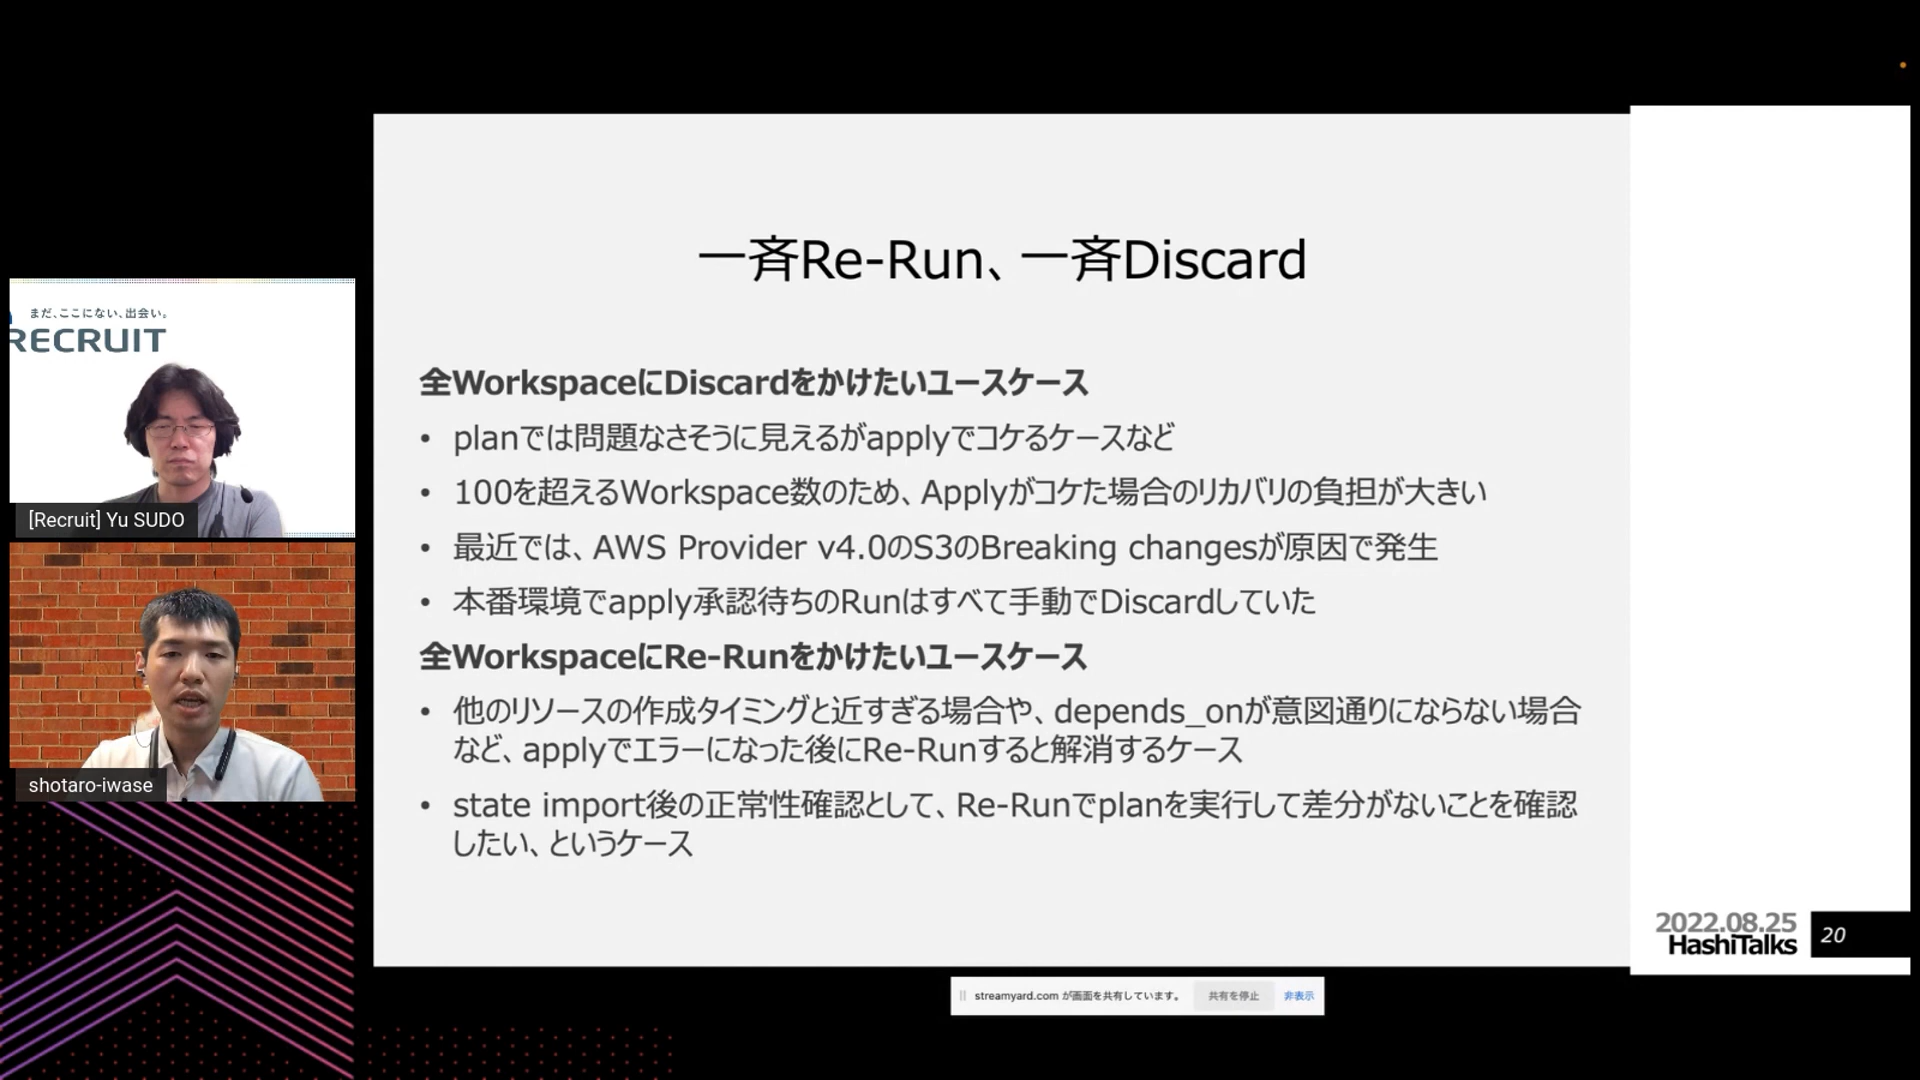 一斉Re-Run、一斉Discard
全WorkspaceにDiscardをかけたいユースケース
• planでは問題なさそうに見えるがapplyでコケるケースなど
• 100を超えるWorkspace数のため、Applyがコケた場合のリカバリの負担が大きい
• 最近では、AWS Provider v4.0のS3のBreaking changesが原因で発生
• 本番環境でapply承認待ちのRunはすべて手動でDiscardしていた
全WorkspaceにRe-Runをかけたいユースケース
• 他のリソースの作成タイミングと近すぎる場合や、depends_onが意図通りにならない場合
など、applyでエラーになった後にRe-Runすると解消するケース
• state import後の正常性確認として、Re-Runでplanを実行して差分がないことを確認
したい、というケース
まだ、ここにない、出会い。
RECRUIT
[Recruit] Yu SUDO
shotaro-iwase
2022.08.25
HashiTalks
20
streamyard.com が画面を共有しています。
共有を停止
非表示